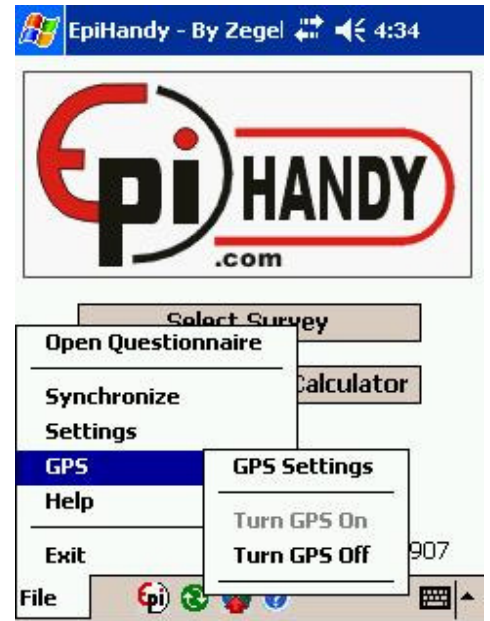 EpiHandy - By Zegel 4:34
Epi HANDY
.com
Select Survey
Open Questionnaire
Calculator
Synchronize
Settings
GPS
GPS Settings
Help
Turn GPS On
Exit
Turn GPS Off
907
File
Epi